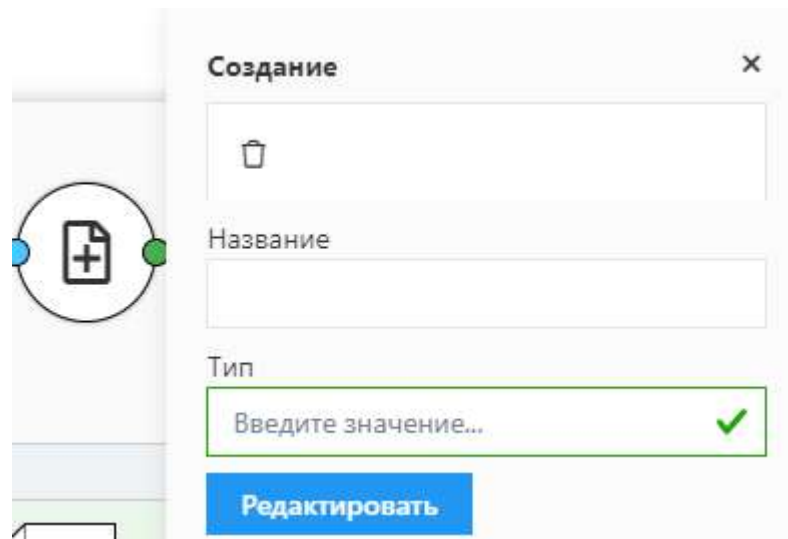 Создание
Название
Тип
Введите значение...
Редактировать